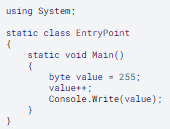 using System;
static class EntryPoint
{
    static void Main()
    {
        byte value = 255;
        value++;
        Console.Write(value);
    }
}